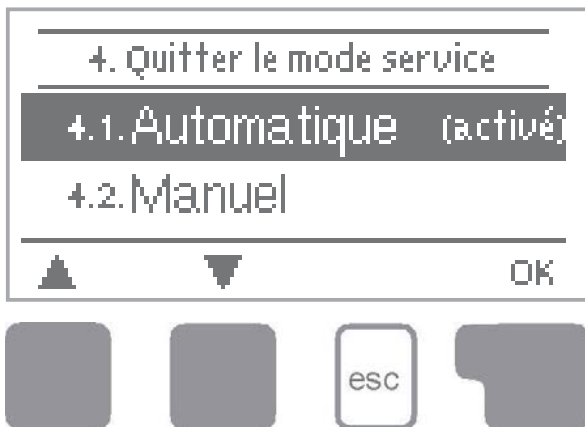 4. Quitter le mode service
4.1. Automatique (activé)
4.2. Manuel
OK
esc